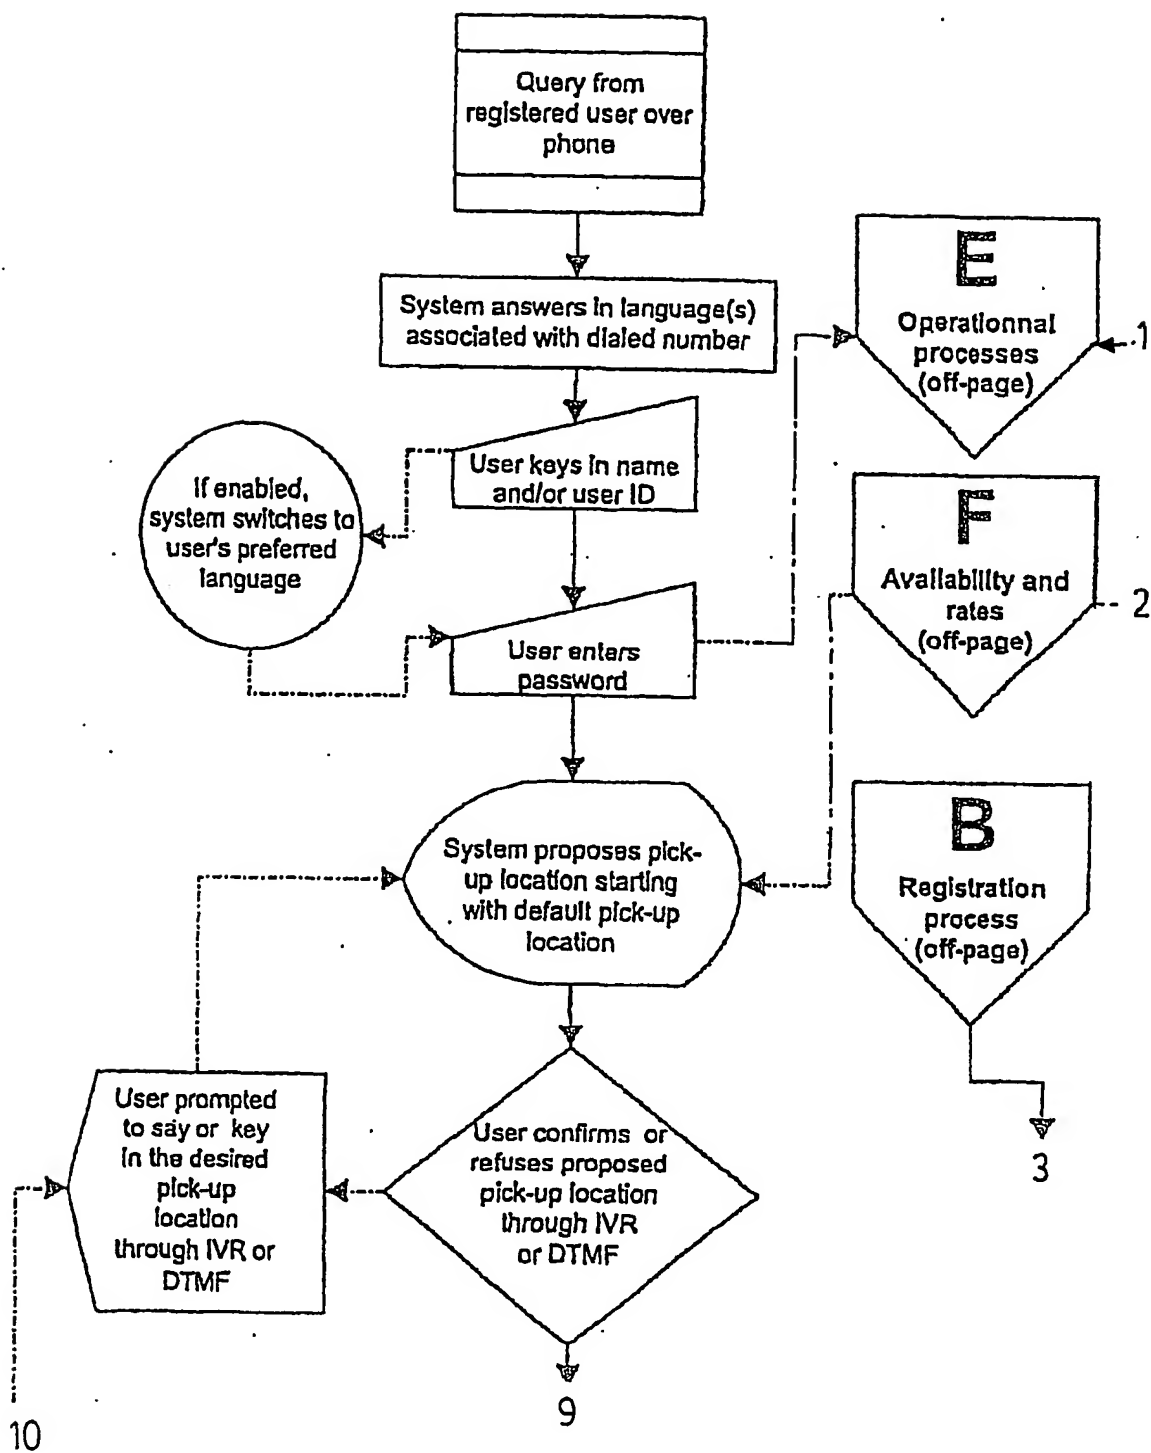 Query from
registered user over
phone
System answers in language(s)
associated with dialed number
User keys in name
and/or user ID
If enabled,
system switches to
user's preferred
language
User enters
password
System proposes pick-
up location starting
with default pick-up
location
User confirms or
refuses proposed
pick-up location
through IVR
or DTMF
User prompted
to say or key
in the desired
pick-up
location
through IVR or
DTMF
10
9
E
Operationnal
processes
(off-page)
1
F
Availability and
rates
(off-page)
2
B
Registration
process
(off-page)
3